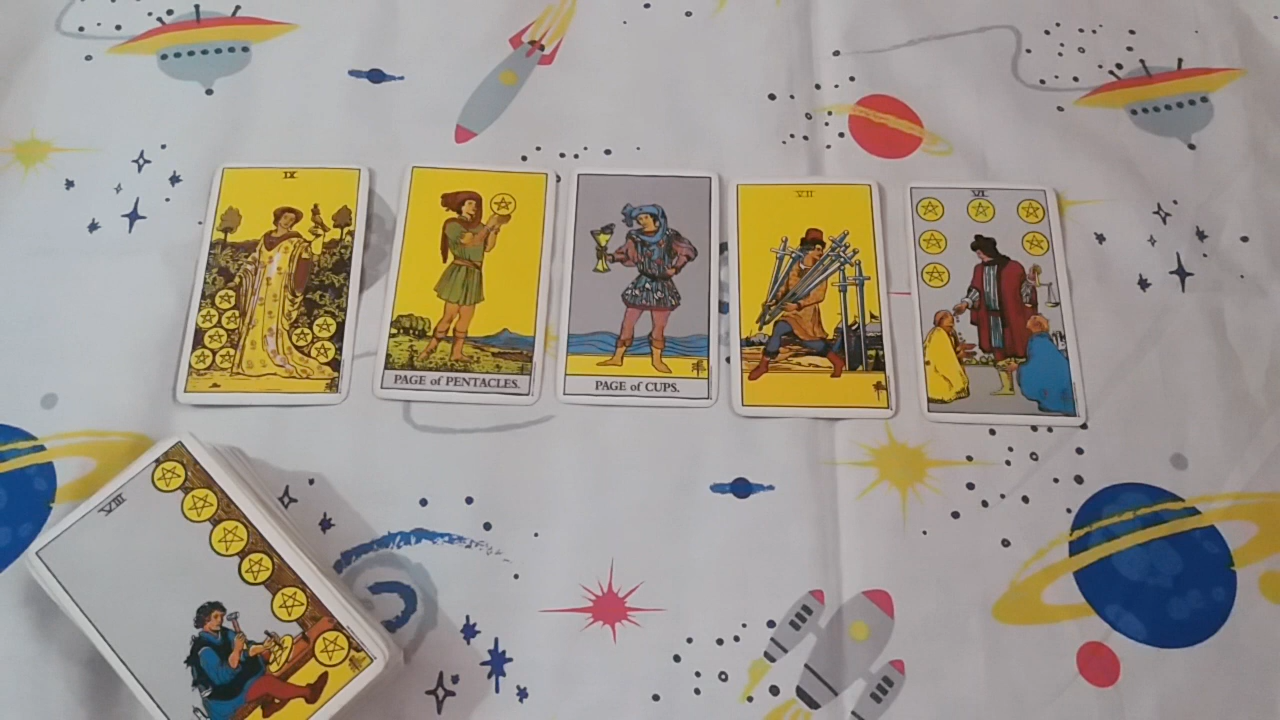 IX
PAGE of PENTACLES.
PAGE of CUPS.
VII
VI
VIII